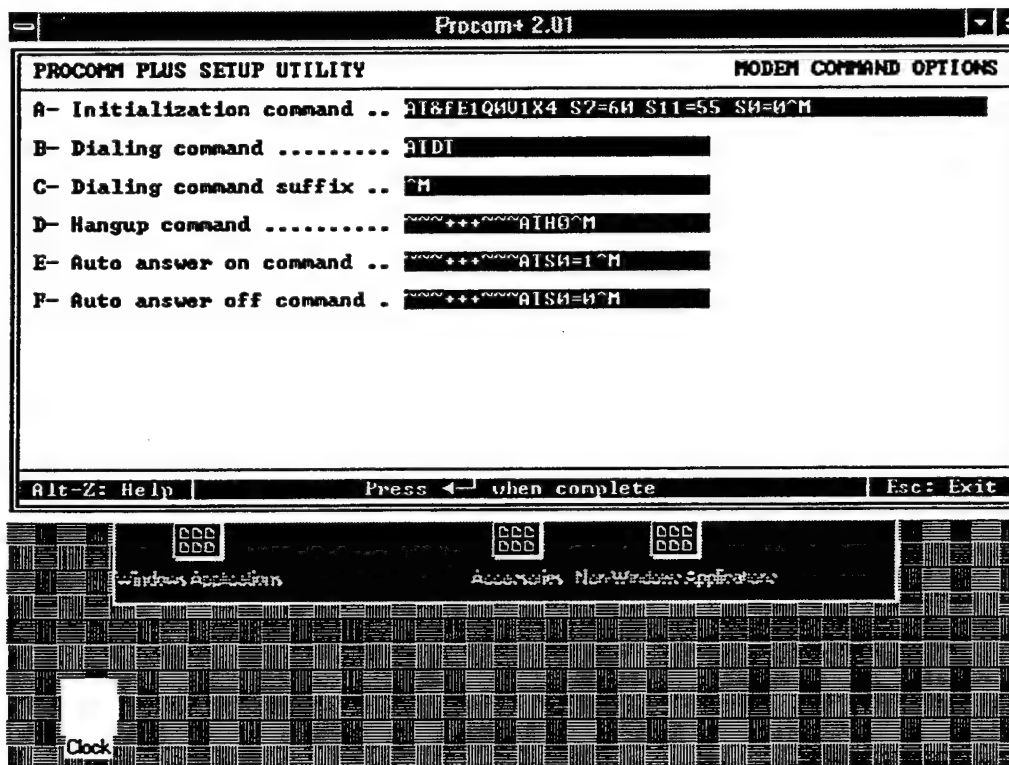 Procom+ 2.01
PROCOMM PLUS SETUP UTILITY MODEM COMMAND OPTIONS
A- Initialization command .. AT&fE1Q0V1X4 S7=60 S11=55 S0=0^M
B- Dialing command ......... ATDT
C- Dialing command suffix .. ^M
D- Hangup command .......... ~~~+++~~~ATH0^M
E- Auto answer on command .. ~~~+++~~~ATS0=1^M
F- Auto answer off command . ~~~+++~~~ATS0=0^M
Alt-Z: Help Press ◄─┘ when complete Esc: Exit
Windows Applications Accessories Non-Windows Applications
Clock